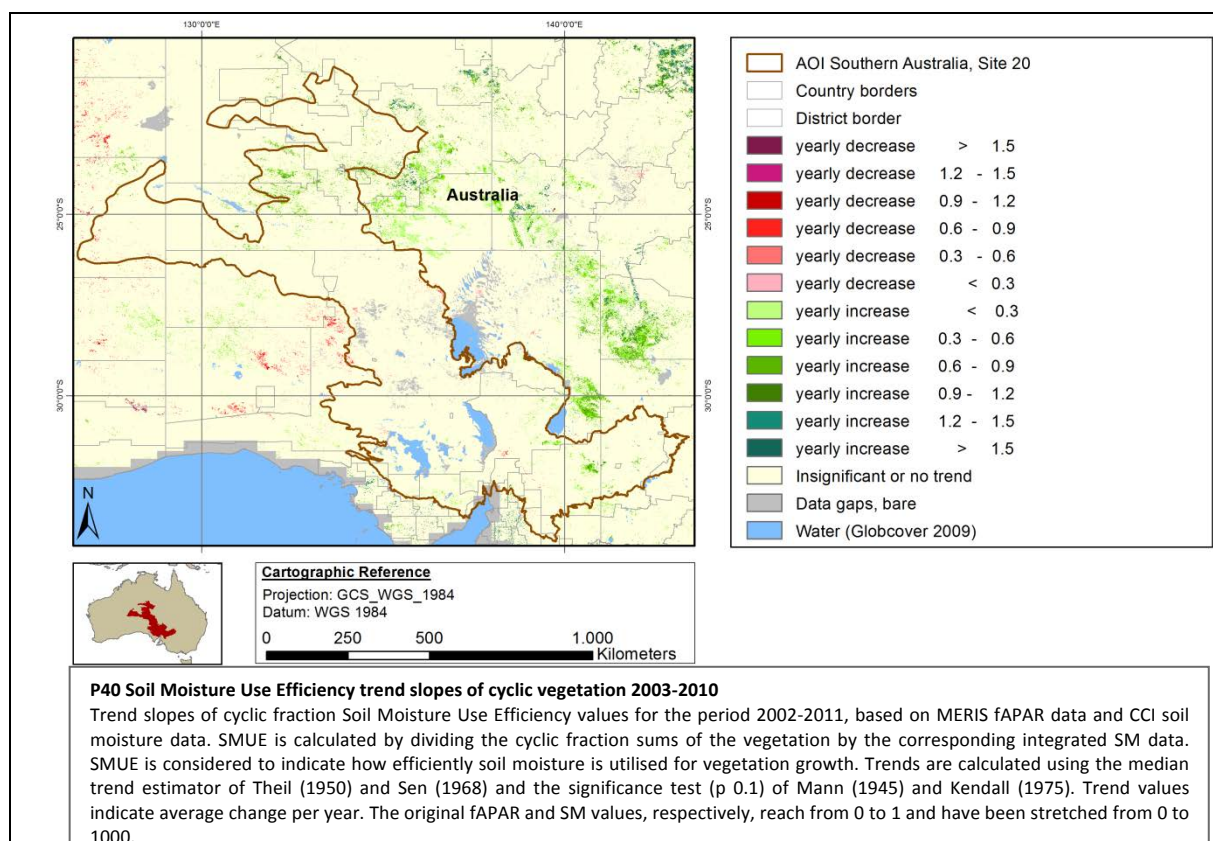 130°0'0"E 140°0'0"E
25°0'0"S 25°0'0"S
30°0'0"S 30°0'0"S
Australia
N
AOI Southern Australia, Site 20
Country borders
District border
yearly decrease > 1.5
yearly decrease 1.2 - 1.5
yearly decrease 0.9 - 1.2
yearly decrease 0.6 - 0.9
yearly decrease 0.3 - 0.6
yearly decrease < 0.3
yearly increase < 0.3
yearly increase 0.3 - 0.6
yearly increase 0.6 - 0.9
yearly increase 0.9 - 1.2
yearly increase 1.2 - 1.5
yearly increase > 1.5
Insignificant or no trend
Data gaps, bare
Water (Globcover 2009)
Cartographic Reference
Projection: GCS_WGS_1984
Datum: WGS 1984
0 250 500 1.000
Kilometers
P40 Soil Moisture Use Efficiency trend slopes of cyclic vegetation 2003-2010
Trend slopes of cyclic fraction Soil Moisture Use Efficiency values for the period 2002-2011, based on MERIS fAPAR data and CCI soil
moisture data. SMUE is calculated by dividing the cyclic fraction sums of the vegetation by the corresponding integrated SM data.
SMUE is considered to indicate how efficiently soil moisture is utilised for vegetation growth. Trends are calculated using the median
trend estimator of Theil (1950) and Sen (1968) and the significance test (p 0.1) of Mann (1945) and Kendall (1975). Trend values
indicate average change per year. The original fAPAR and SM values, respectively, reach from 0 to 1 and have been stretched from 0 to
1000.